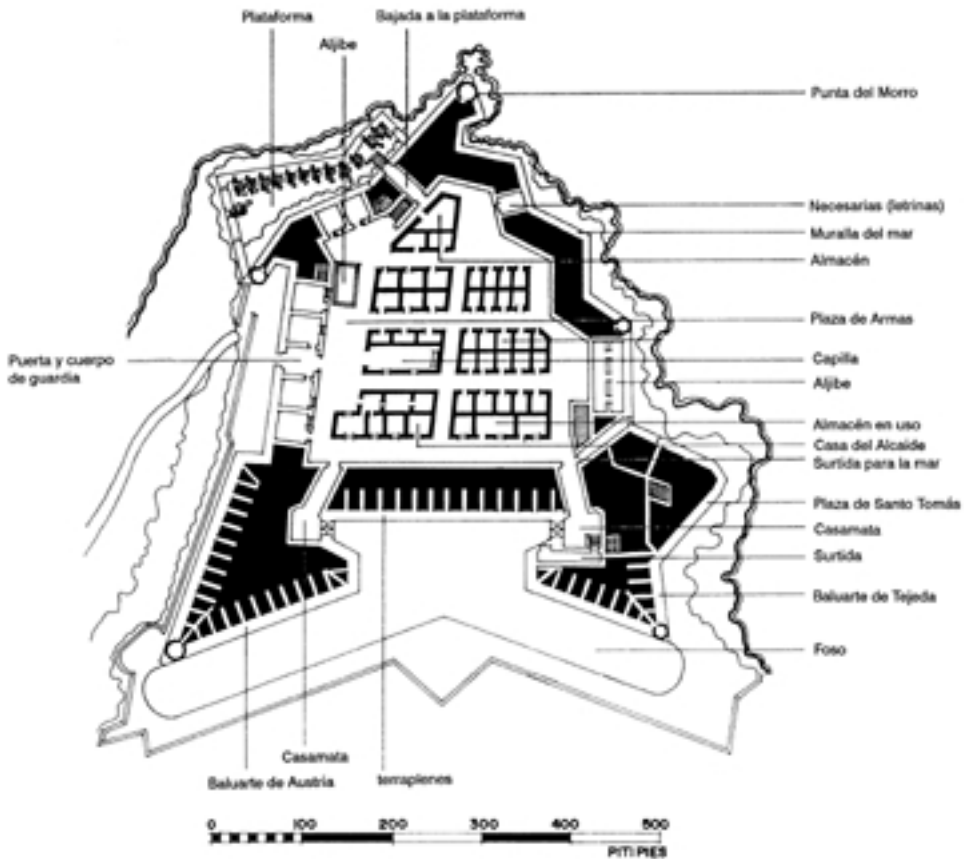 Plataforma
Bajada a la plataforma
Aljibe
Punta del Morro
Necesarias (letrinas)
Muralla del mar
Almacén
Plaza de Armas
Puerta y cuerpo
de guardia
Capilla
Aljibe
Almacén en uso
Casa del Alcaide
Surtida para la mar
Plaza de Santo Tomás
Casamata
Surtida
Baluarte de Tejeda
Foso
Casamata
Baluarte de Austria
terraplenes
0 100 200 300 400 500
PITIPIES